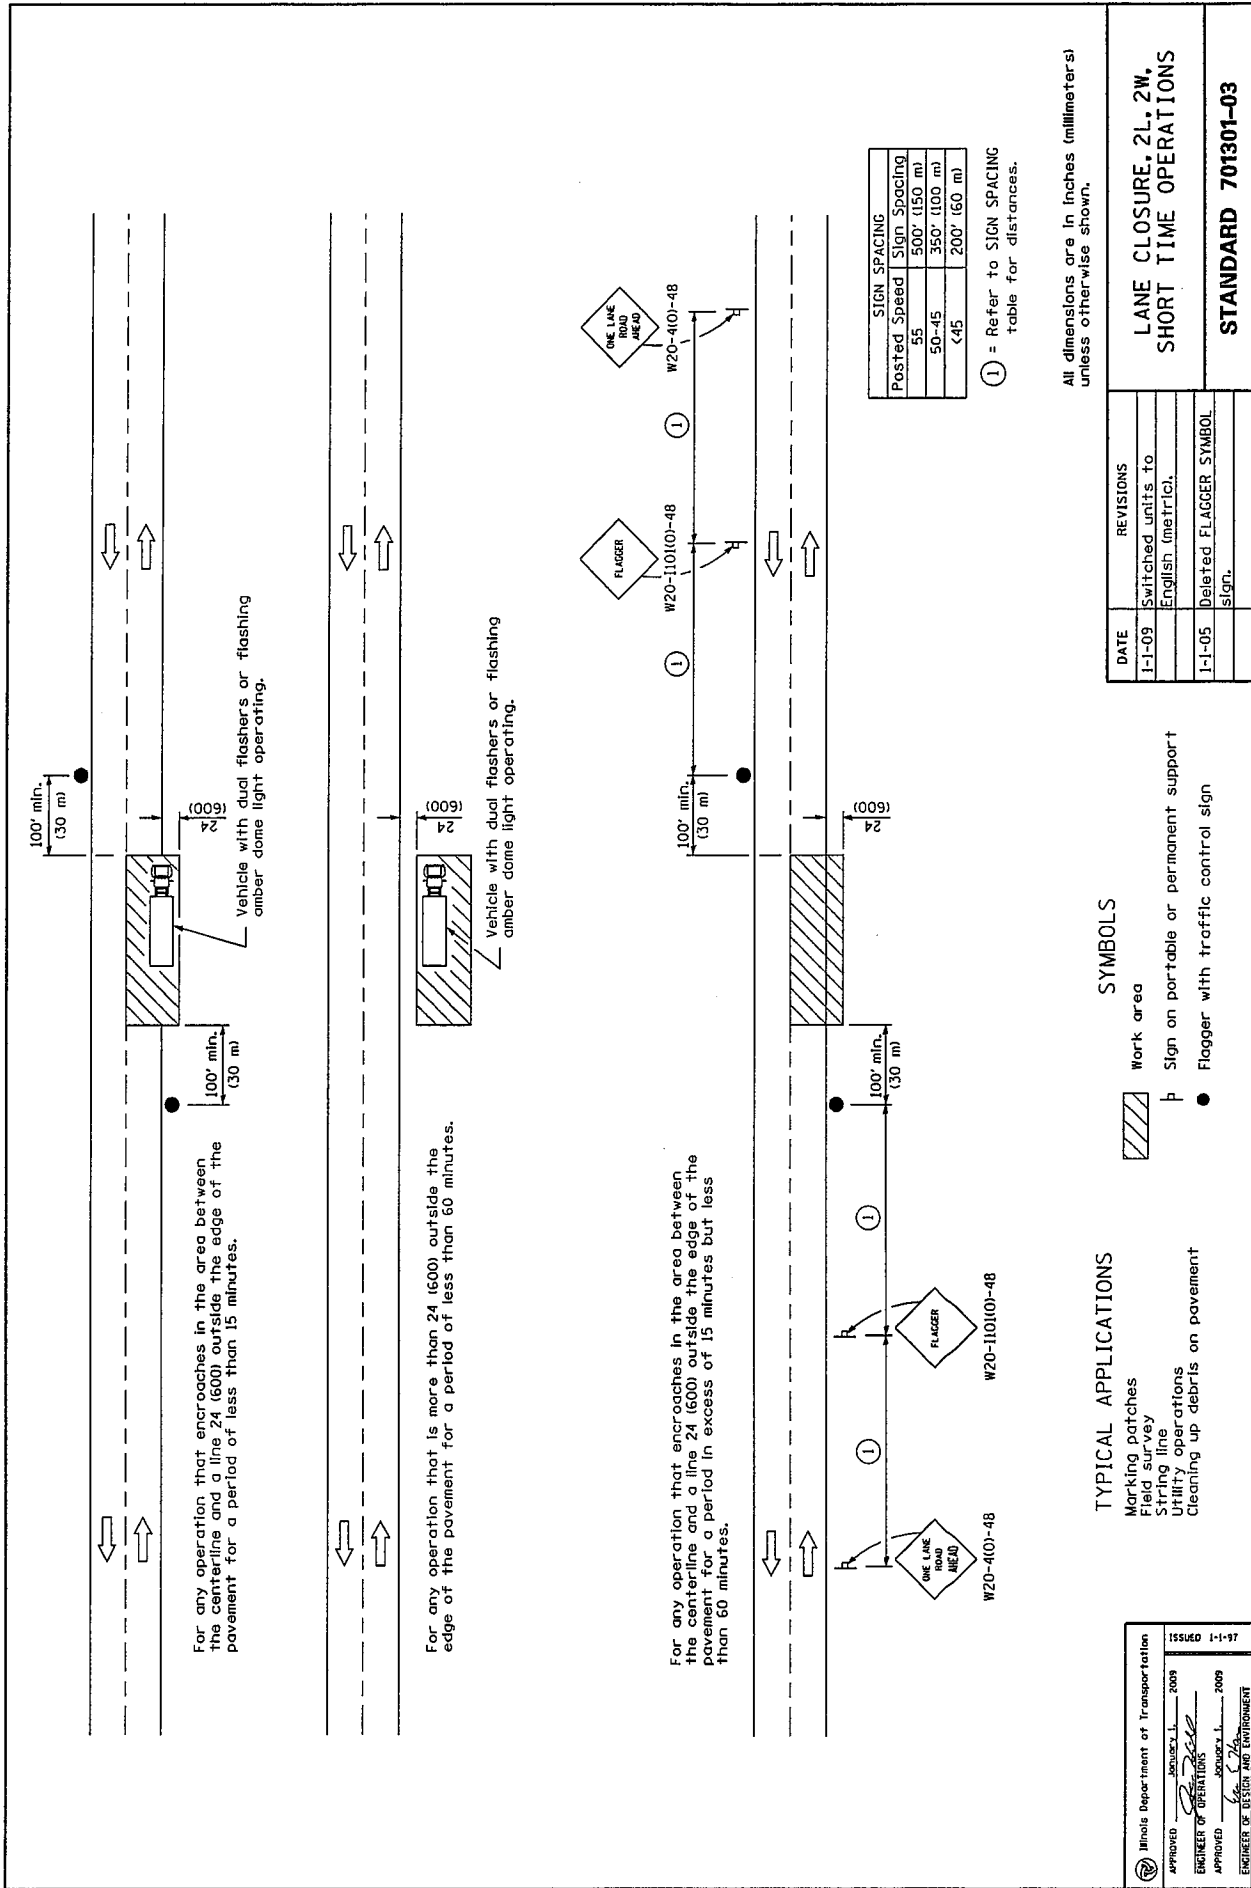 100' min.
(30 m)
24
(600)
Vehicle with dual flashers or flashing
amber dome light operating.
100' min.
(30 m)
For any operation that encroaches in the area between
the centerline and a line 24 (600) outside the edge of the
pavement for a period of less than 15 minutes.
24
(600)
Vehicle with dual flashers or flashing
amber dome light operating.
For any operation that is more than 24 (600) outside the
edge of the pavement for a period of less than 60 minutes.
ONE LANE
ROAD
AHEAD
W20-4(O)-48
FLAGGER
W20-I101(O)-48
1
1
100' min.
(30 m)
24
(600)
100' min.
(30 m)
For any operation that encroaches in the area between
the centerline and a line 24 (600) outside the edge of the
pavement for a period in excess of 15 minutes but less
than 60 minutes.
1
1
FLAGGER
W20-I101(O)-48
ONE LANE
ROAD
AHEAD
W20-4(O)-48
SIGN SPACING
Posted Speed Sign Spacing
55 500' (150 m)
50-45 350' (100 m)
<45 200' (60 m)
1 = Refer to SIGN SPACING
table for distances.
TYPICAL APPLICATIONS
Marking patches
Field survey
String line
Utility operations
Cleaning up debris on pavement
SYMBOLS
Work area
Sign on portable or permanent support
Flagger with traffic control sign
All dimensions are in inches (millimeters)
unless otherwise shown.
Illinois Department of Transportation
APPROVED January 1, 2009
ENGINEER OF OPERATIONS
APPROVED January 1, 2009
ENGINEER OF DESIGN AND ENVIRONMENT
ISSUED 1-1-97
DATE REVISIONS
1-1-09 Switched units to
English (metric).
1-1-05 Deleted FLAGGER SYMBOL
sign.
LANE CLOSURE, 2L, 2W,
SHORT TIME OPERATIONS
STANDARD 701301-03